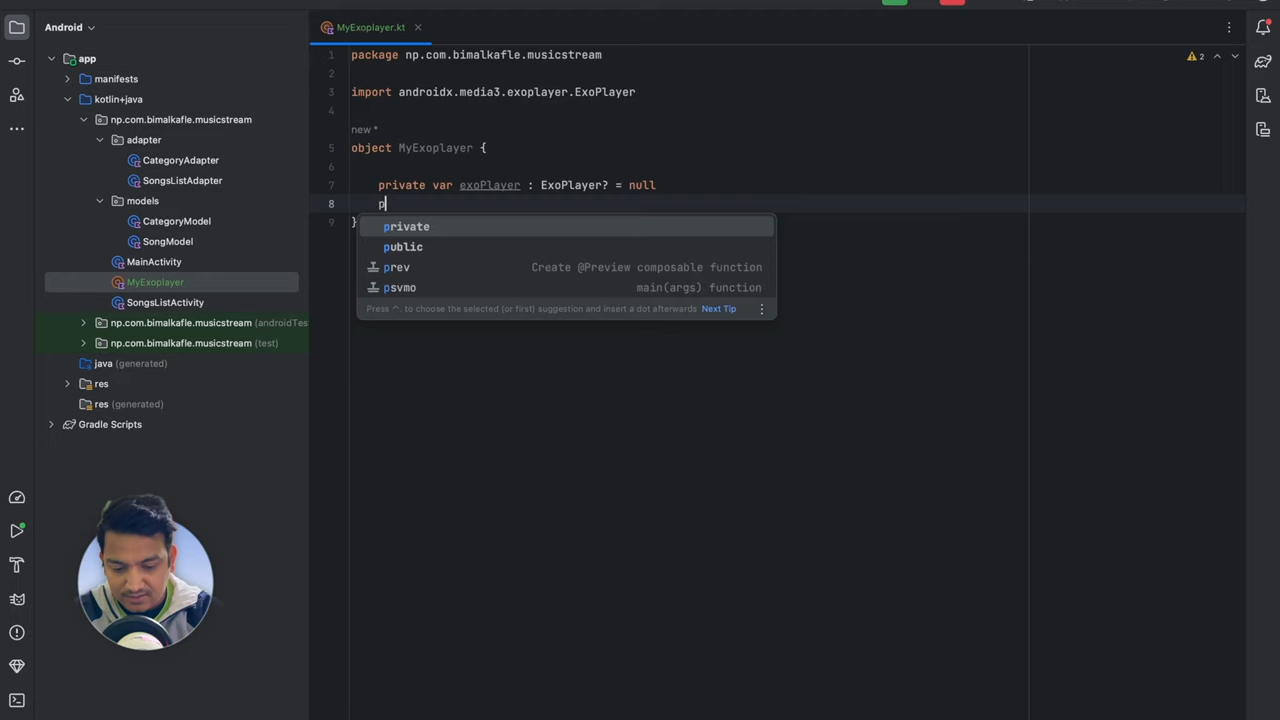 Android
MyExoplayer.kt
app
manifests
kotlin+java
np.com.bimalkafle.musicstream
adapter
CategoryAdapter
SongsListAdapter
models
CategoryModel
SongModel
MainActivity
MyExoplayer
SongsListActivity
np.com.bimalkafle.musicstream (androidTes
np.com.bimalkafle.musicstream (test)
java (generated)
res
res (generated)
Gradle Scripts
1 package np.com.bimalkafle.musicstream
2
3 import androidx.media3.exoplayer.ExoPlayer
4
new *
5 object MyExoplayer {
6
7 private var exoPlayer : ExoPlayer? = null
8 p
9 }
private
public
prev Create @Preview composable function
psvmo main(args) function
Press ^. to choose the selected (or first) suggestion and insert a dot afterwards Next Tip
2